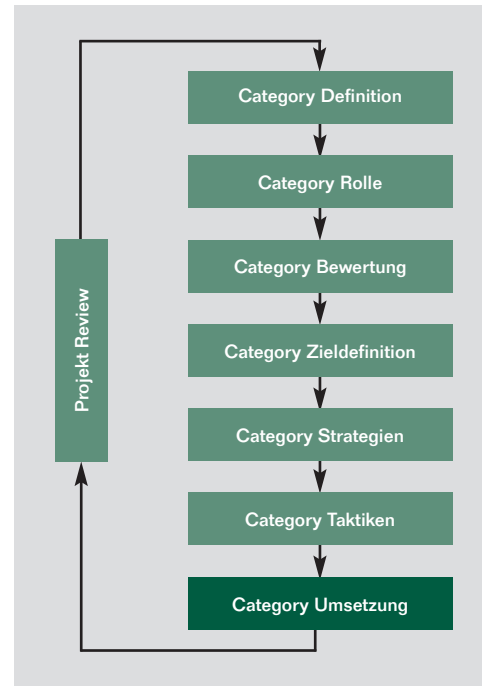 Category Definition
Category Rolle
Category Bewertung
Category Zieldefinition
Category Strategien
Category Taktiken
Category Umsetzung
Projekt Review